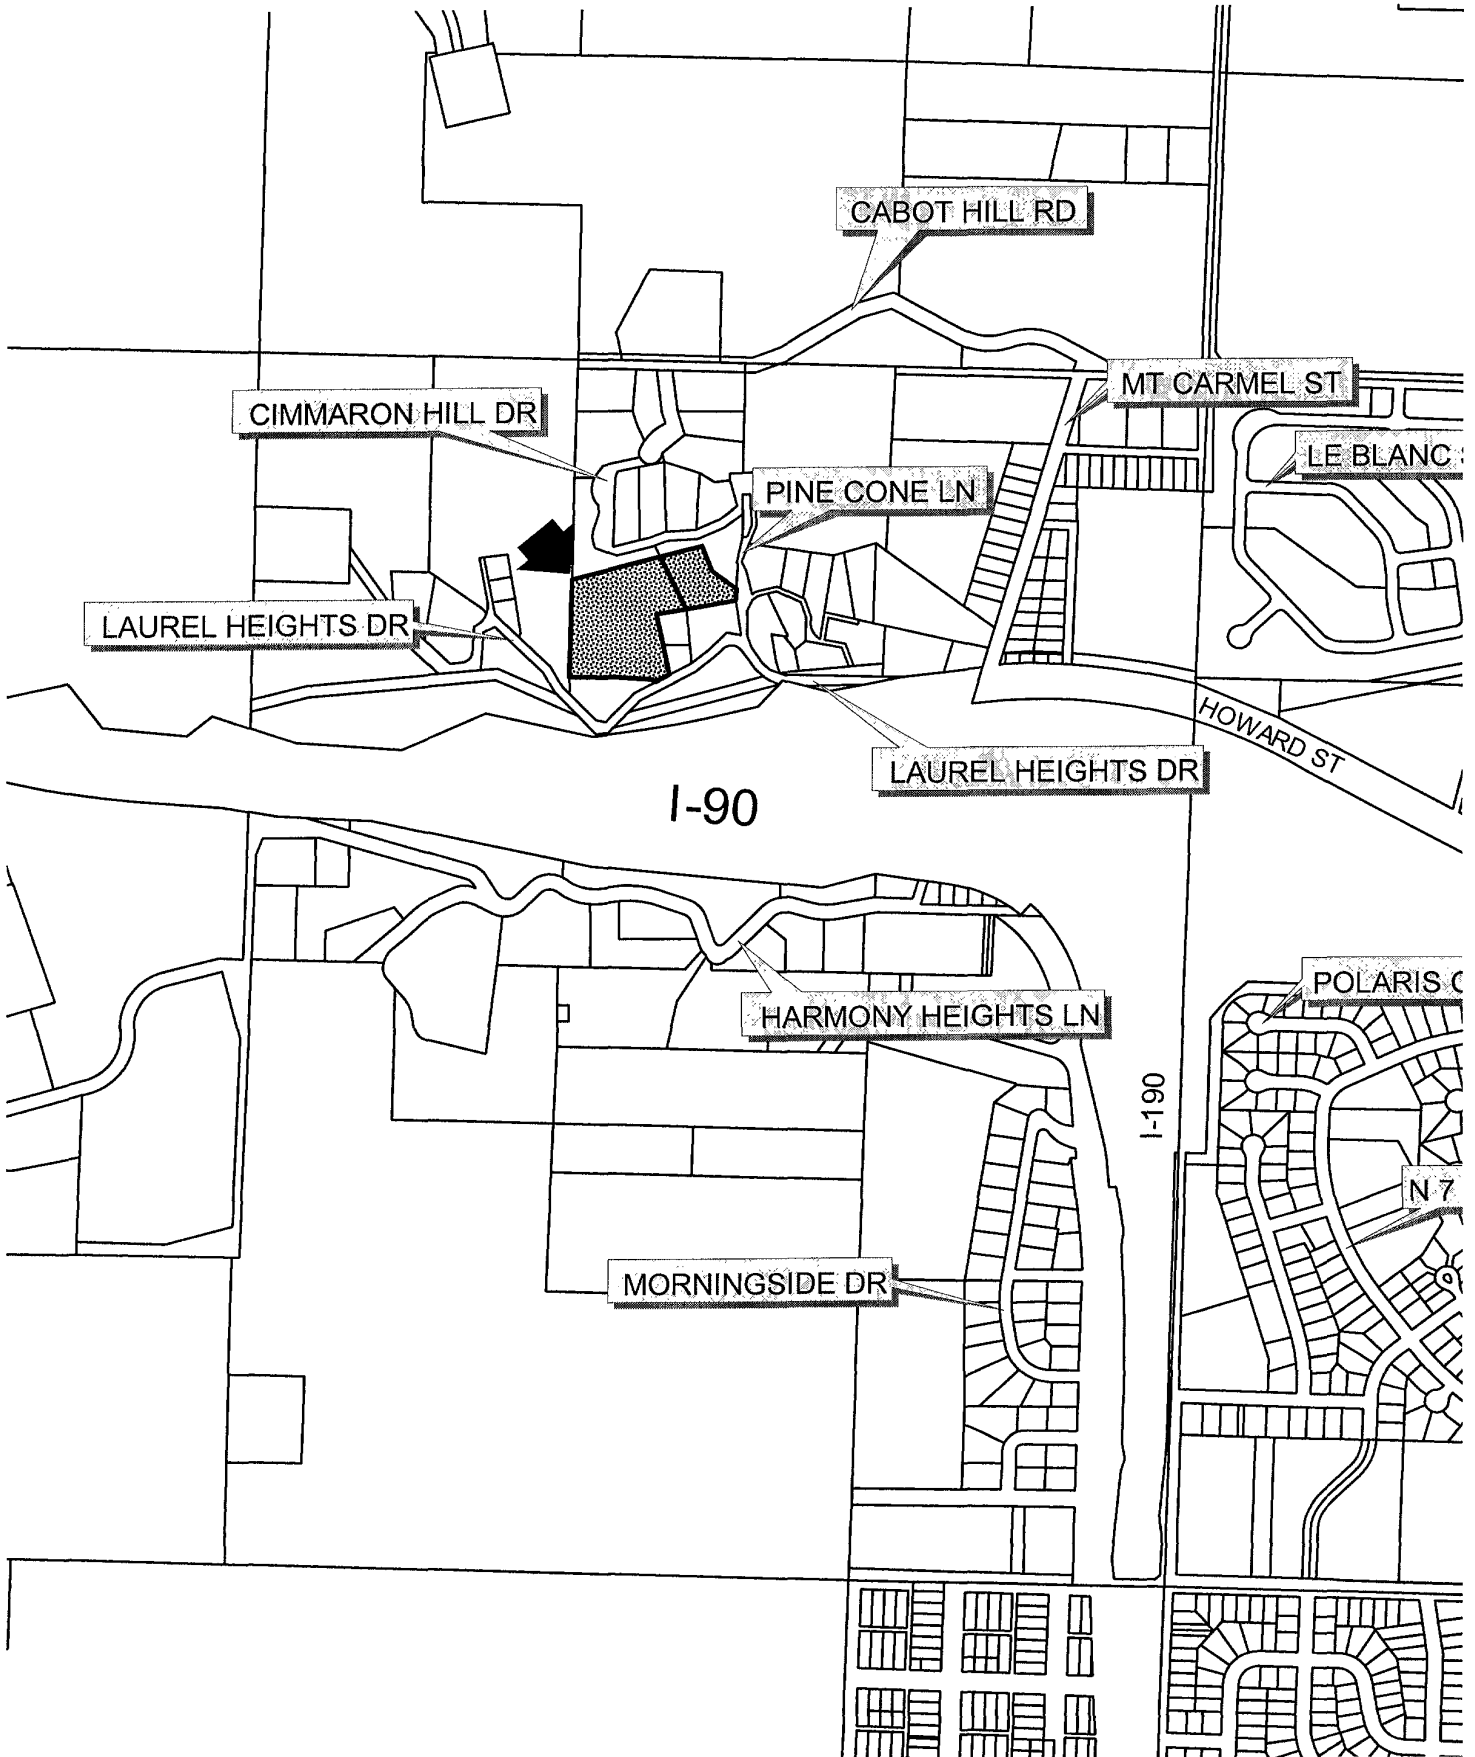 CABOT HILL RD
MT CARMEL ST
CIMMARON HILL DR
LE BLANC
PINE CONE LN
LAUREL HEIGHTS DR
HOWARD ST
LAUREL HEIGHTS DR
I-90
POLARIS C
HARMONY HEIGHTS LN
I-190
N 7
MORNINGSIDE DR